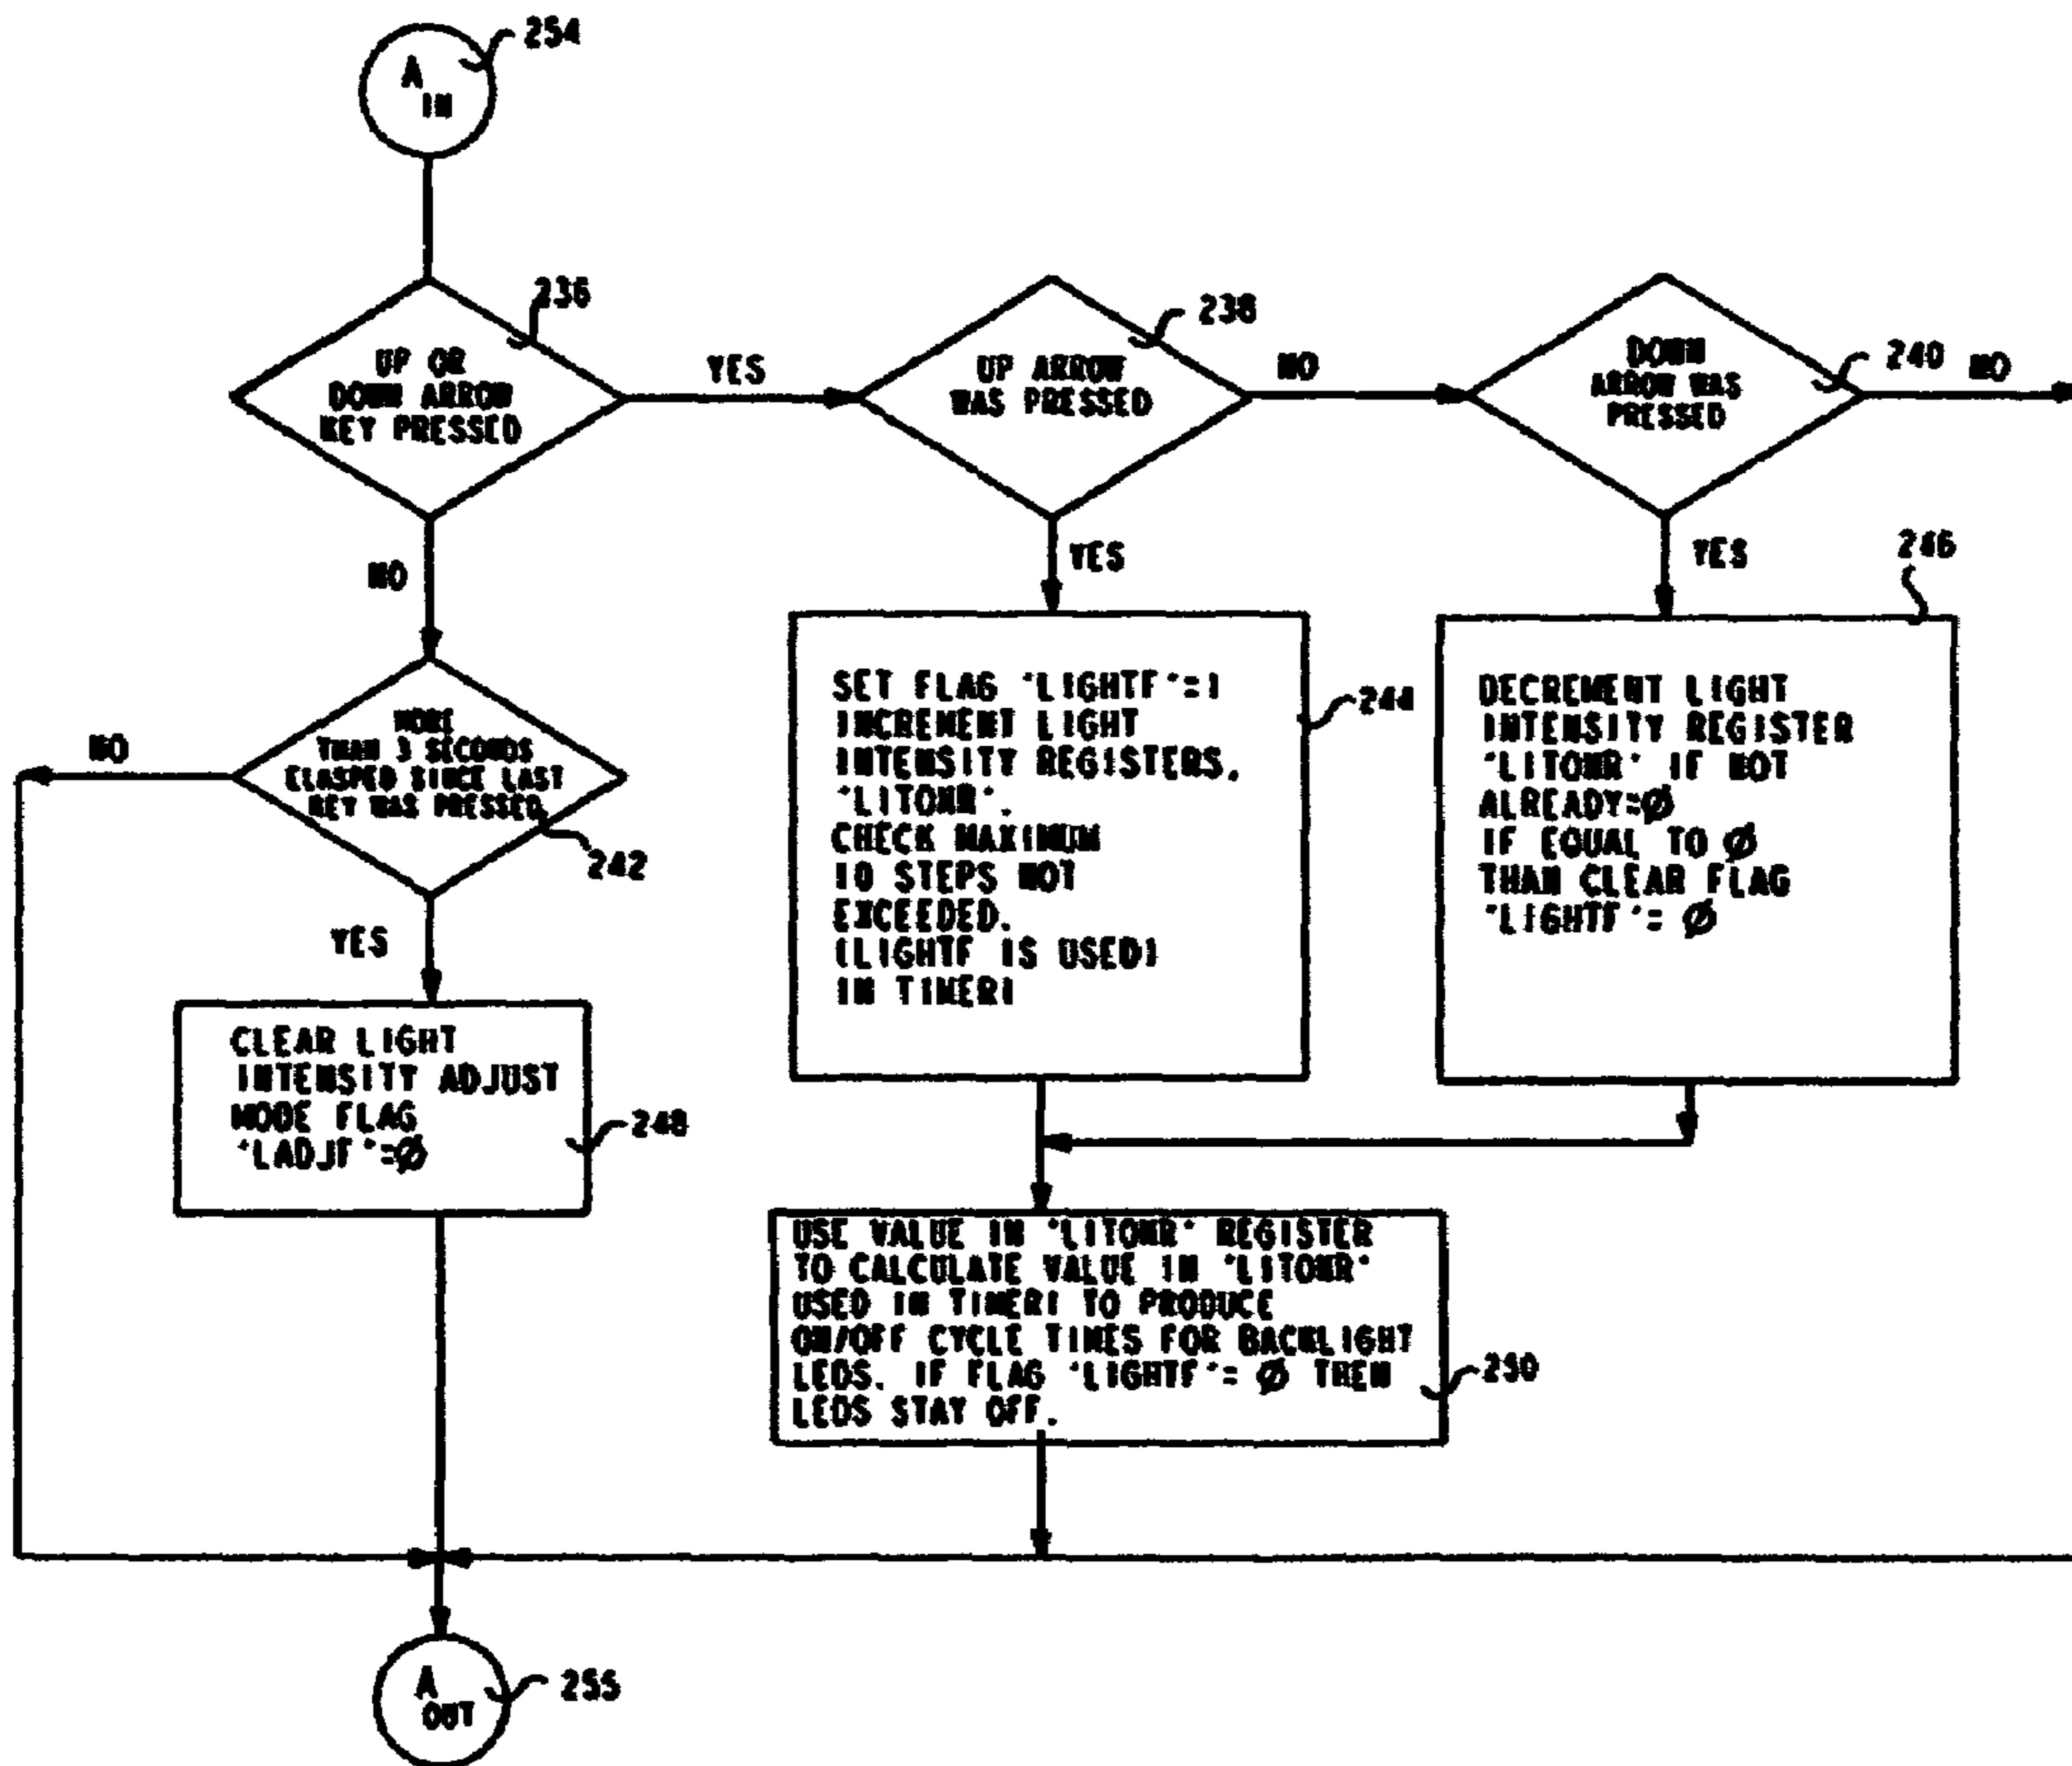 254
A
IN
236
UP OR
DOWN ARROW
KEY PRESSED
YES
238
UP ARROW
WAS PRESSED
NO
240
DOWN
ARROW WAS
PRESSED
NO
NO
YES
YES
246
MORE
THAN 3 SECONDS
ELASPED SINCE LAST
KEY WAS PRESSED
NO
242
YES
SET FLAG 'LIGHTF'=1
INCREMENT LIGHT
INTENSITY REGISTERS,
'LITONR'.
CHECK MAXIMUM
10 STEPS NOT
EXCEEDED.
(LIGHTF IS USED)
IN TIMER1
244
DECREMENT LIGHT
INTENSITY REGISTER
'LITONR' IF NOT
ALREADY=Ø
IF EQUAL TO Ø
THAN CLEAR FLAG
'LIGHTF'= Ø
CLEAR LIGHT
INTENSITY ADJUST
MODE FLAG
'LADJF'=Ø
248
USE VALUE IN 'LITONR' REGISTER
TO CALCULATE VALUE IN 'LITONR'
USED IN TIMER1 TO PRODUCE
ON/OFF CYCLE TIMES FOR BACKLIGHT
LEDS. IF FLAG 'LIGHTF'= Ø THEN
LEDS STAY OFF.
250
A
OUT
255